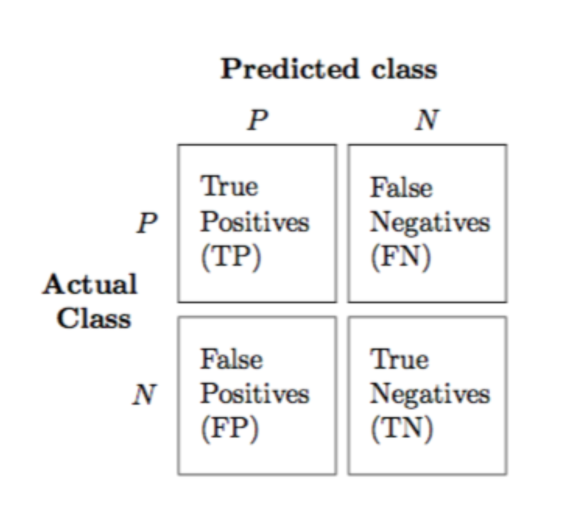 Predicted class
P N
True
Positives
(TP)
False
Negatives
(FN)
P
Actual
Class
False
Positives
(FP)
True
Negatives
(TN)
N